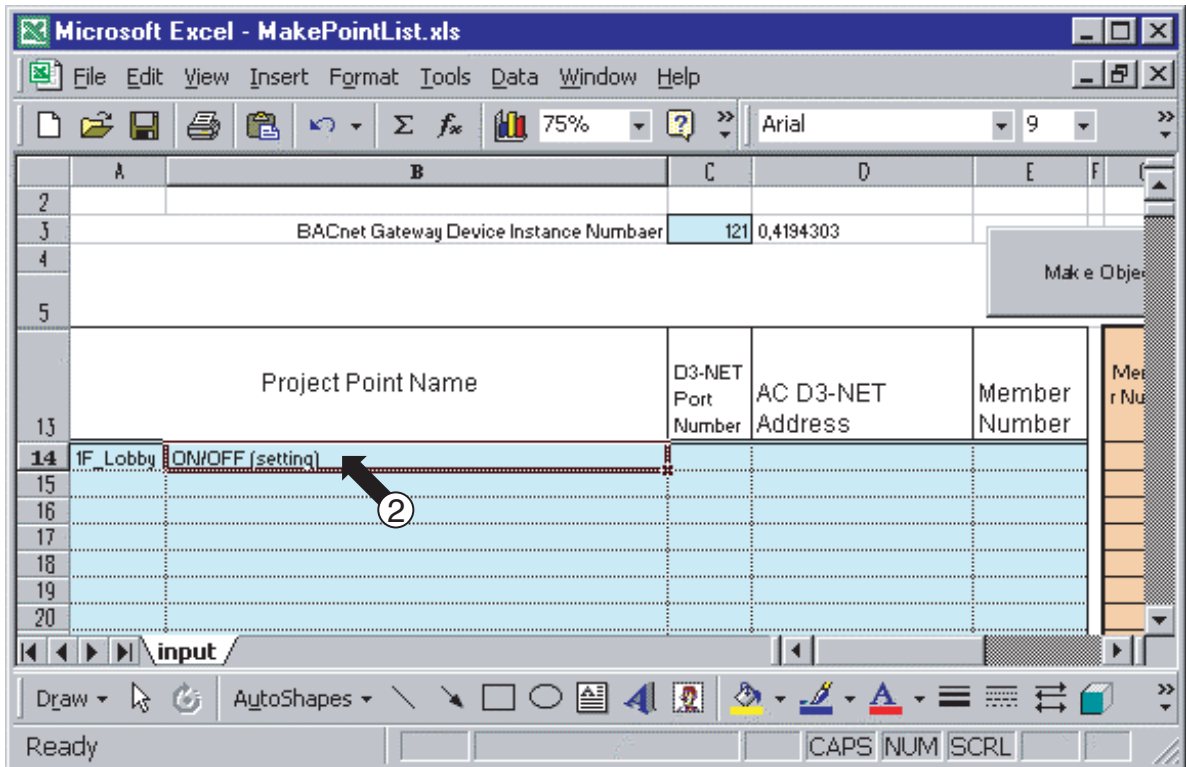 Microsoft Excel - MakePointList.xls
File Edit View Insert Format Tools Data Window Help
Σ fx 75% ? » Arial 9 »
A B C D E F
2
3 BACnet Gateway Device Instance Numbaer 121 0,4194303
4
Make Obje
5
13 Project Point Name D3-NET Port Number AC D3-NET Address Member Number
14 1F_Lobby ON/OFF (setting)
15
2
16
17
18
19
20
input
Draw AutoShapes A A »
Ready CAPS NUM SCRL